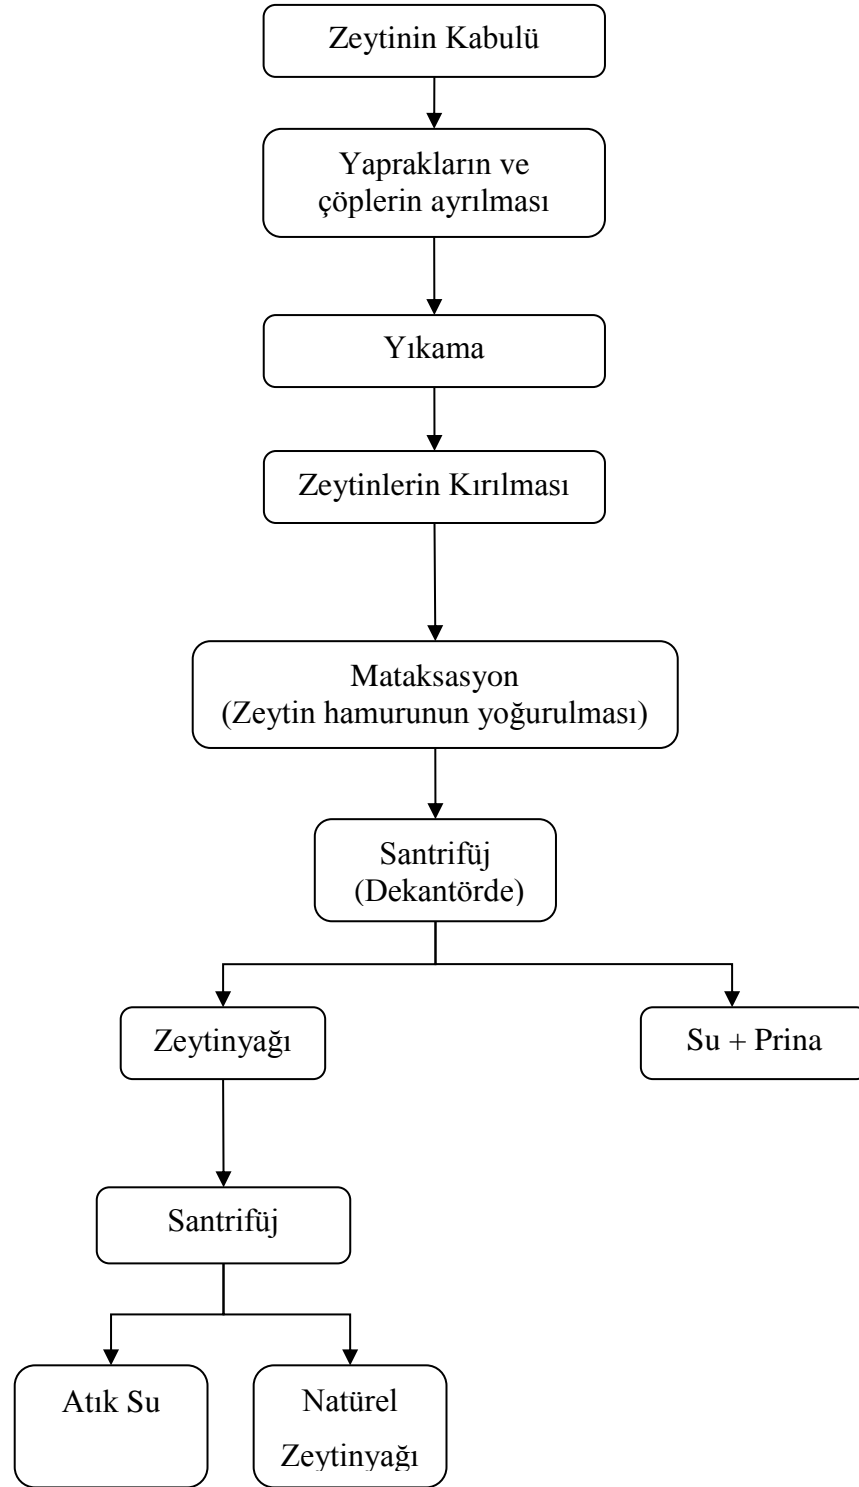 Zeytinin Kabulü
Yaprakların ve
çöplerin ayrılması
Yıkama
Zeytinlerin Kırılması
Mataksasyon
(Zeytin hamurunun yoğurulması)
Santrifüj
(Dekantörde)
Zeytinyağı
Su + Prina
Santrifüj
Atık Su
Natürel
Zeytinyağı